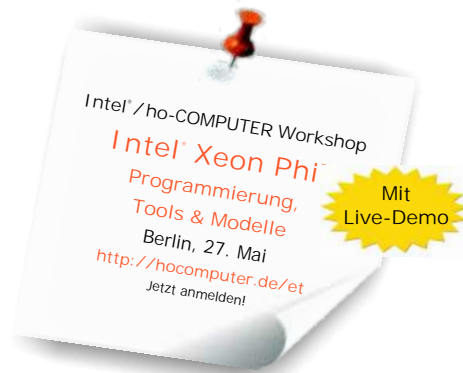 Intel®/ho-COMPUTER Workshop
Intel® Xeon Phi™
Programmierung,
Tools & Modelle
Berlin, 27. Mai
http://hocomputer.de/et
Jetzt anmelden!
Mit
Live-Demo